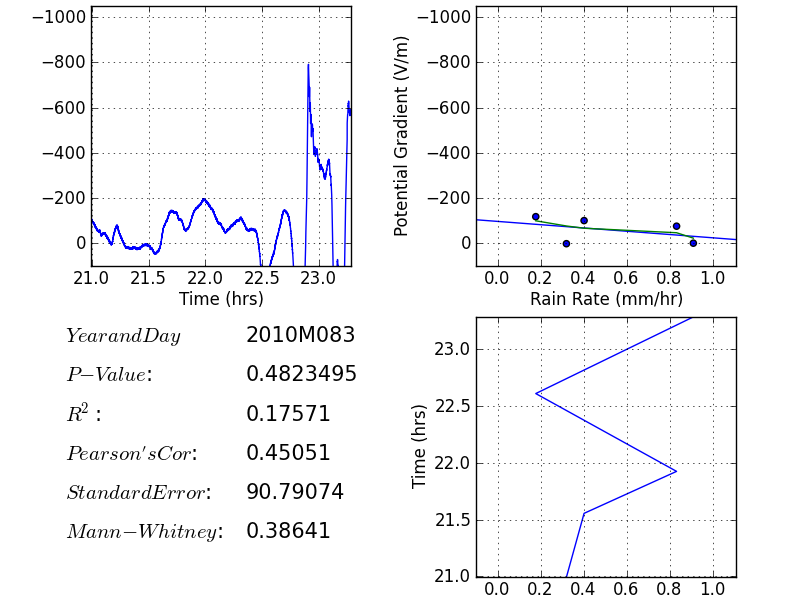 −1000
−800
−600
−400
−200
0
21.0 21.5 22.0 22.5 23.0
Time (hrs)
Potential Gradient (V/m)
−1000
−800
−600
−400
−200
0
0.0 0.2 0.4 0.6 0.8 1.0
Rain Rate (mm/hr)
YearandDay 2010M083
P−Value: 0.4823495
R²: 0.17571
Pearson'sCor: 0.45051
StandardError: 90.79074
Mann−Whitney: 0.38641
Time (hrs)
23.0
22.5
22.0
21.5
21.0
0.0 0.2 0.4 0.6 0.8 1.0